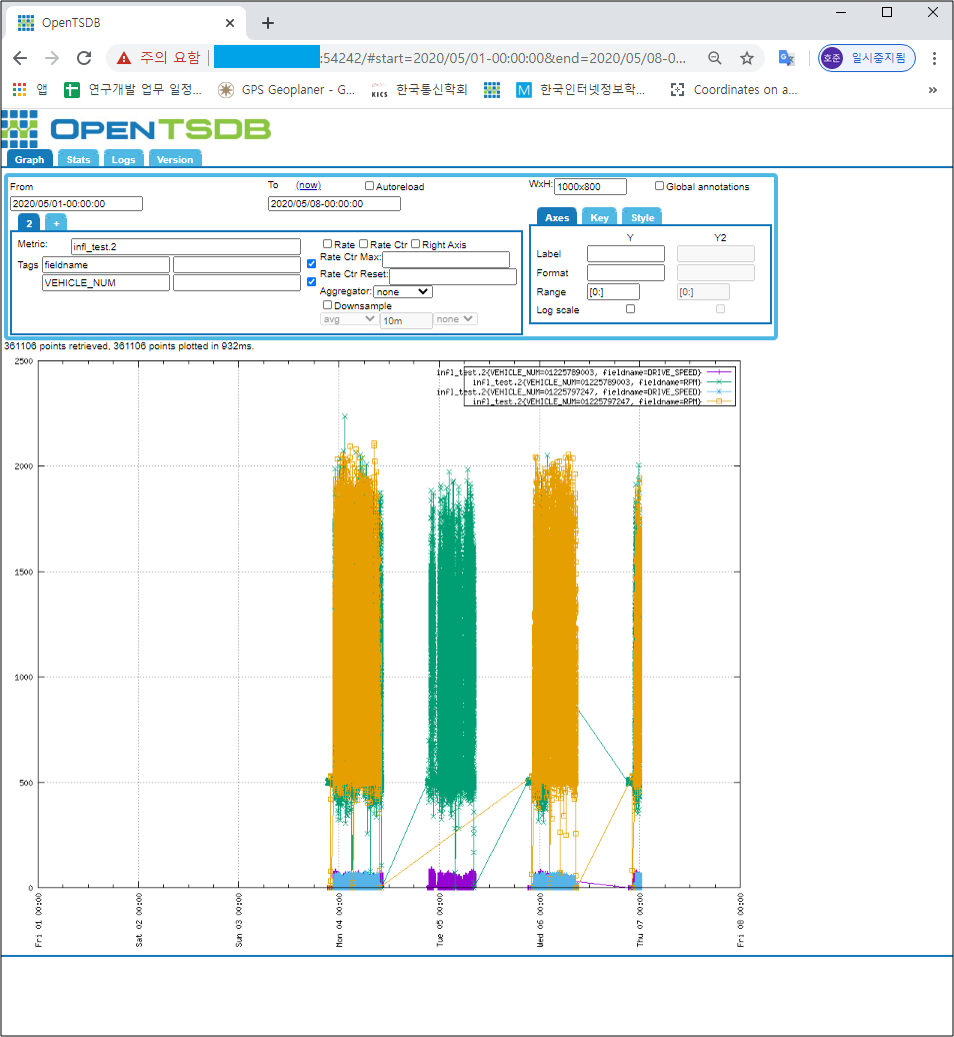 OpenTSDB
주의 요함
:54242/#start=2020/05/01-00:00:00&end=2020/05/08-0...
호준 일시중지됨
앱 연구개발 업무 일정... GPS Geoplaner - G... KICS 한국통신학회 M 한국인터넷정보학... Coordinates on a... »
OPENTSDB
Graph Stats Logs Version
From To (now) Autoreload WxH: 1000x800 Global annotations
2020/05/01-00:00:00 2020/05/08-00:00:00
2 + Axes Key Style
Metric: infl_test.2 Rate Rate Ctr Right Axis
Y Y2
Tags fieldname Rate Ctr Max:
Label
VEHICLE_NUM Rate Ctr Reset:
Format
Aggregator: none
Range [0:] [0:]
Downsample
Log scale
avg 10m none
361106 points retrieved, 361106 points plotted in 932ms.
infl_test.2{VEHICLE_NUM=01225789003, fieldname=DRIVE_SPEED}
infl_test.2{VEHICLE_NUM=01225789003, fieldname=RPM}
infl_test.2{VEHICLE_NUM=01225797247, fieldname=DRIVE_SPEED}
infl_test.2{VEHICLE_NUM=01225797247, fieldname=RPM}
2500
2000
1500
1000
500
0
Fri 01 00:00
Sat 02 00:00
Sun 03 00:00
Mon 04 00:00
Tue 05 00:00
Wed 06 00:00
Thu 07 00:00
Fri 08 00:00